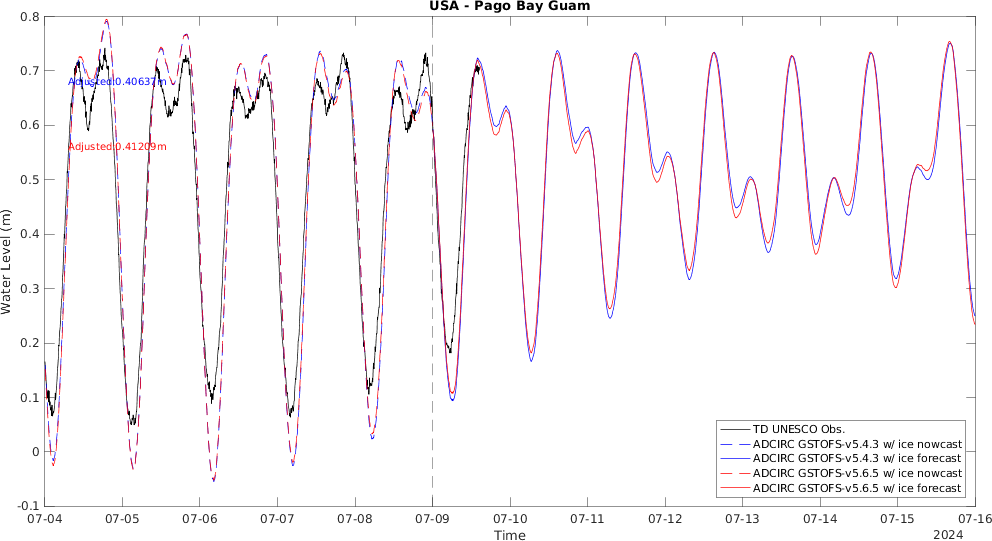 USA - Pago Bay Guam
0.8
0.7
0.6
0.5
0.4
0.3
0.2
0.1
0
-0.1
Water Level (m)
Adjusted:0.40637m
Adjusted:0.41209m
TD UNESCO Obs.
ADCIRC GSTOFS-v5.4.3 w/ ice nowcast
ADCIRC GSTOFS-v5.4.3 w/ ice forecast
ADCIRC GSTOFS-v5.6.5 w/ ice nowcast
ADCIRC GSTOFS-v5.6.5 w/ ice forecast
07-04 07-05 07-06 07-07 07-08 07-09 07-10 07-11 07-12 07-13 07-14 07-15 07-16
Time
2024